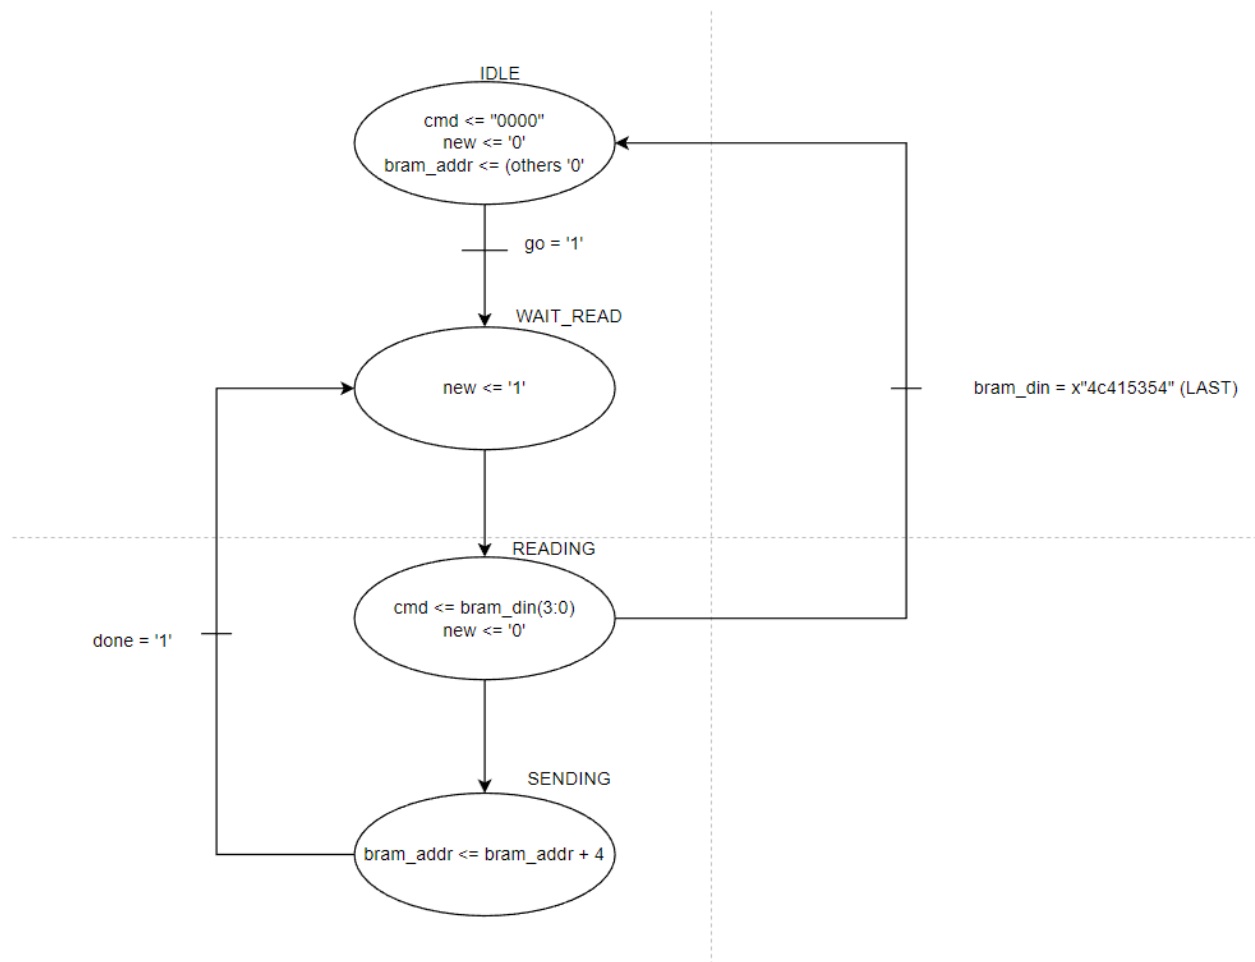 IDLE
cmd <= "0000"
new <= '0'
bram_addr <= (others '0'
go = '1'
WAIT_READ
new <= '1'
bram_din = x"4c415354" (LAST)
READING
cmd <= bram_din(3:0)
new <= '0'
done = '1'
SENDING
bram_addr <= bram_addr + 4